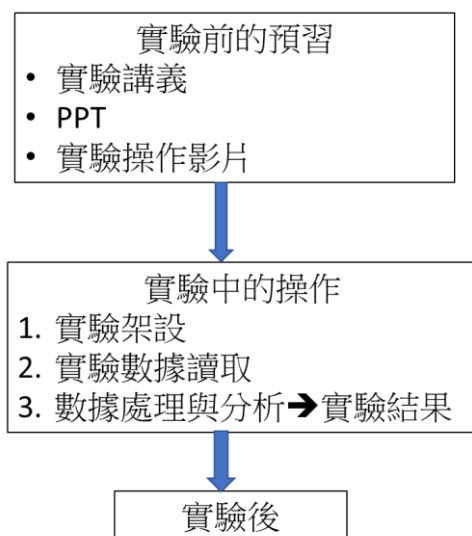 實驗前的預習
• 實驗講義
• PPT
• 實驗操作影片
實驗中的操作
1. 實驗架設
2. 實驗數據讀取
3. 數據處理與分析➔實驗結果
實驗後